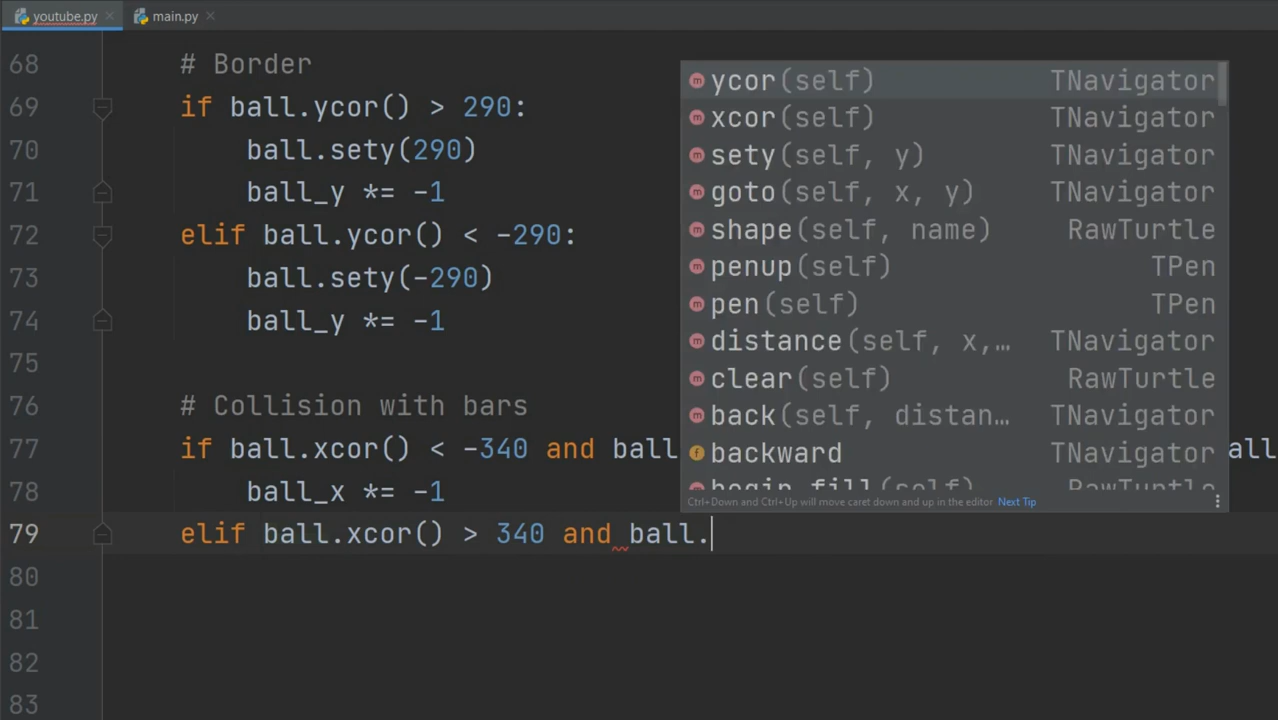 youtube.py main.py
68 # Border
69 if ball.ycor() > 290:
70 ball.sety(290)
71 ball_y *= -1
72 elif ball.ycor() < -290:
73 ball.sety(-290)
74 ball_y *= -1
75
76 # Collision with bars
77 if ball.xcor() < -340 and ball all
78 ball_x *= -1
79 elif ball.xcor() > 340 and ball.
80
81
82
83
ycor(self) TNavigator
xcor(self) TNavigator
sety(self, y) TNavigator
goto(self, x, y) TNavigator
shape(self, name) RawTurtle
penup(self) TPen
pen(self) TPen
distance(self, x,… TNavigator
clear(self) RawTurtle
back(self, distan… TNavigator
backward TNavigator
begin_fill(self) RawTurtle
Ctrl+Down and Ctrl+Up will move caret down and up in the editor Next Tip